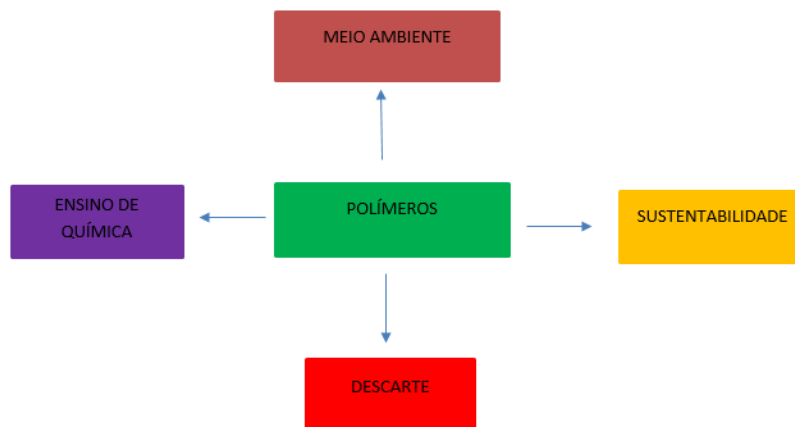 MEIO AMBIENTE
ENSINO DE
QUÍMICA
POLÍMEROS
SUSTENTABILIDADE
DESCARTE